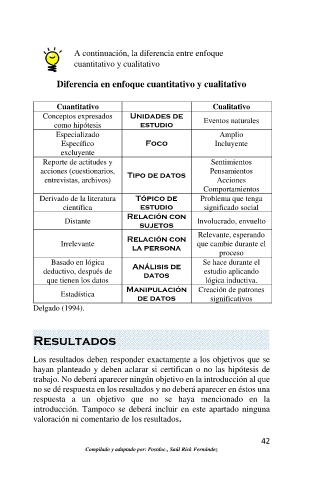 A continuación, la diferencia entre enfoque
cuantitativo y cualitativo
Diferencia en enfoque cuantitativo y cualitativo
Cuantitativo Cualitativo
Conceptos expresados
como hipótesis
UNIDADES DE
ESTUDIO
Eventos naturales
Especializado
Específico
excluyente
FOCO
Amplio
Incluyente
Reporte de actitudes y
acciones (cuestionarios,
entrevistas, archivos)
TIPO DE DATOS
Sentimientos
Pensamientos
Acciones
Comportamientos
Derivado de la literatura
científica
TÓPICO DE
ESTUDIO
Problema que tenga
significado social
Distante
RELACIÓN CON
SUJETOS
Involucrado, envuelto
Irrelevante
RELACIÓN CON
LA PERSONA
Relevante, esperando
que cambie durante el
proceso
Basado en lógica
deductivo, después de
que tienen los datos
ANÁLISIS DE
DATOS
Se hace durante el
estudio aplicando
lógica inductiva.
Estadística
MANIPULACIÓN
DE DATOS
Creación de patrones
significativos
Delgado (1994).
RESULTADOS
Los resultados deben responder exactamente a los objetivos que se
hayan planteado y deben aclarar si certifican o no las hipótesis de
trabajo. No deberá aparecer ningún objetivo en la introducción al que
no se dé respuesta en los resultados y no deberá aparecer en éstos una
respuesta a un objetivo que no se haya mencionado en la
introducción. Tampoco se deberá incluir en este apartado ninguna
valoración ni comentario de los resultados.
42
Compilado y adaptado por: Postdoc., Saúl Rick Fernández